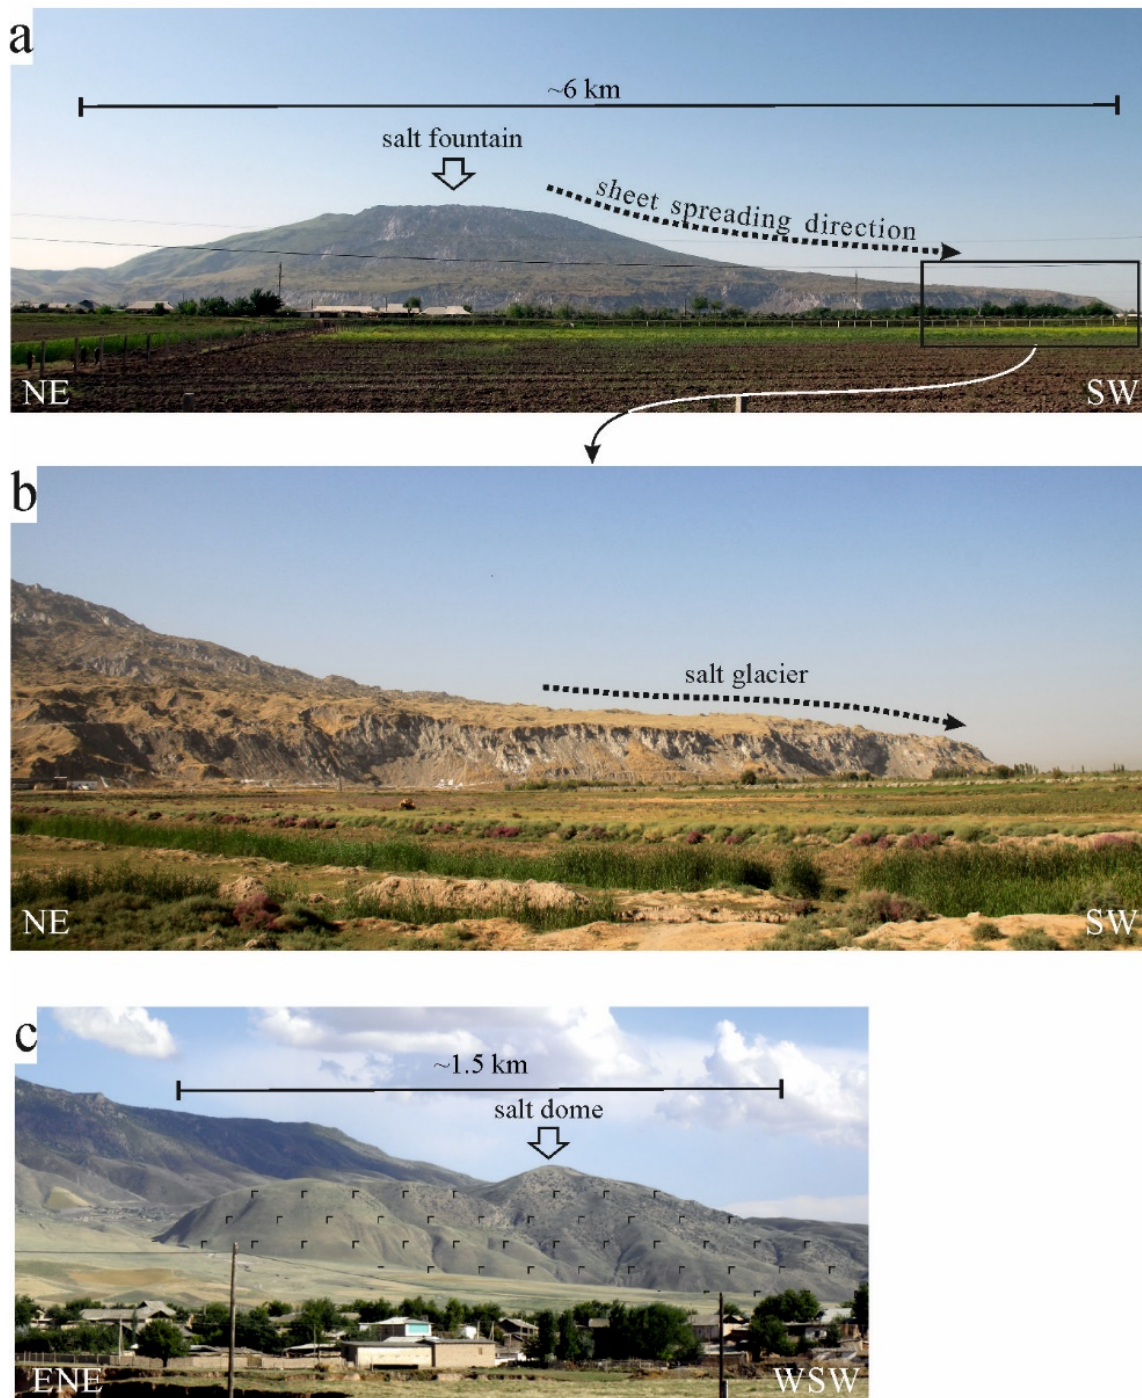 a
~6 km
salt fountain
sheet spreading direction
NE
SW
b
salt glacier
NE
SW
c
~1.5 km
salt dome
ENE
WSW